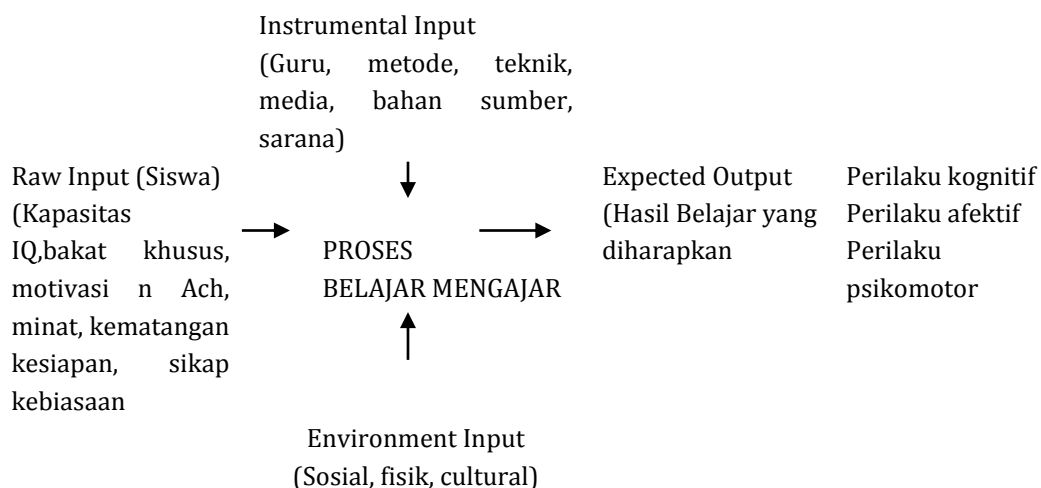 Instrumental Input
(Guru, metode, teknik,
media, bahan sumber,
sarana)
Raw Input (Siswa)
(Kapasitas
IQ,bakat khusus,
motivasi n Ach,
minat, kematangan
kesiapan, sikap
kebiasaan
PROSES
BELAJAR MENGAJAR
Expected Output
(Hasil Belajar yang
diharapkan
Perilaku kognitif
Perilaku afektif
Perilaku
psikomotor
Environment Input
(Sosial, fisik, cultural)